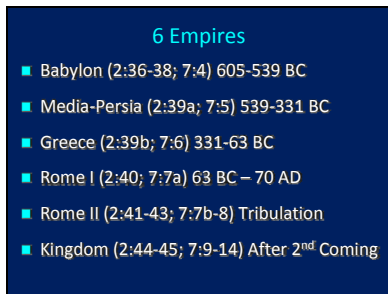 6 Empires
Babylon (2:36-38; 7:4) 605-539 BC
Media-Persia (2:39a; 7:5) 539-331 BC
Greece (2:39b; 7:6) 331-63 BC
Rome I (2:40; 7:7a) 63 BC – 70 AD
Rome II (2:41-43; 7:7b-8) Tribulation
Kingdom (2:44-45; 7:9-14) After 2nd Coming